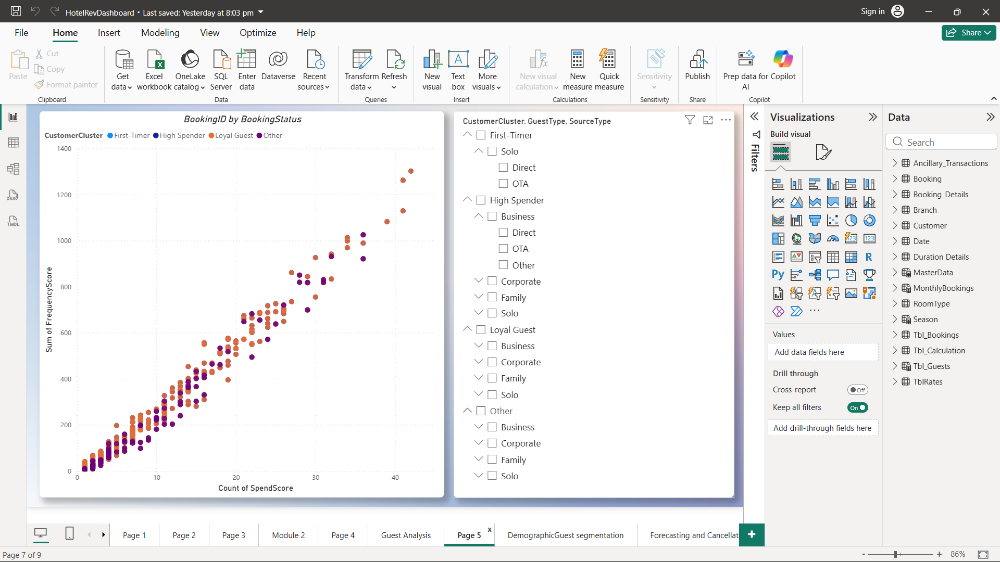 HotelRevDashboard • Last saved: Yesterday at 8:03 pm
Sign in
File Home Insert Modeling View Optimize Help
Share
Paste
Cut
Copy
Format painter
Clipboard
Get data
Excel workbook
OneLake catalog
SQL Server
Enter data
Dataverse
Recent sources
Data
Transform data
Refresh
Queries
New visual
Text box
More visuals
Insert
New visual calculation
New measure
Quick measure
Calculations
Sensitivity
Sensitivity
Publish
Share
Prep data for AI
Copilot
Copilot
DAX
TMDL
BookingID by BookingStatus
CustomerCluster First-Timer High Spender Loyal Guest Other
1400
1200
1000
800
600
400
200
0
Sum of FrequencyScore
0 10 20 30 40
Count of SpendScore
CustomerCluster, GuestType, SourceType
First-Timer
Solo
Direct
OTA
High Spender
Business
Direct
OTA
Other
Corporate
Family
Solo
Loyal Guest
Business
Corporate
Family
Solo
Other
Business
Corporate
Family
Solo
Filters
Visualizations
Build visual
123
123
R
Py
Values
Add data fields here
Drill through
Cross-report
Off
Keep all filters
On
Add drill-through fields here
Data
Search
Ancillary_Transactions
Booking
Booking_Details
Branch
Customer
Date
Duration Details
MasterData
MonthlyBookings
RoomType
Season
Tbl_Bookings
Tbl_Calculation
Tbl_Guests
TblRates
Page 1 Page 2 Page 3 Module 2 Page 4 Guest Analysis Page 5 x DemographicGuest segmentation Forecasting and Cancellat
Page 7 of 9
- + 86%